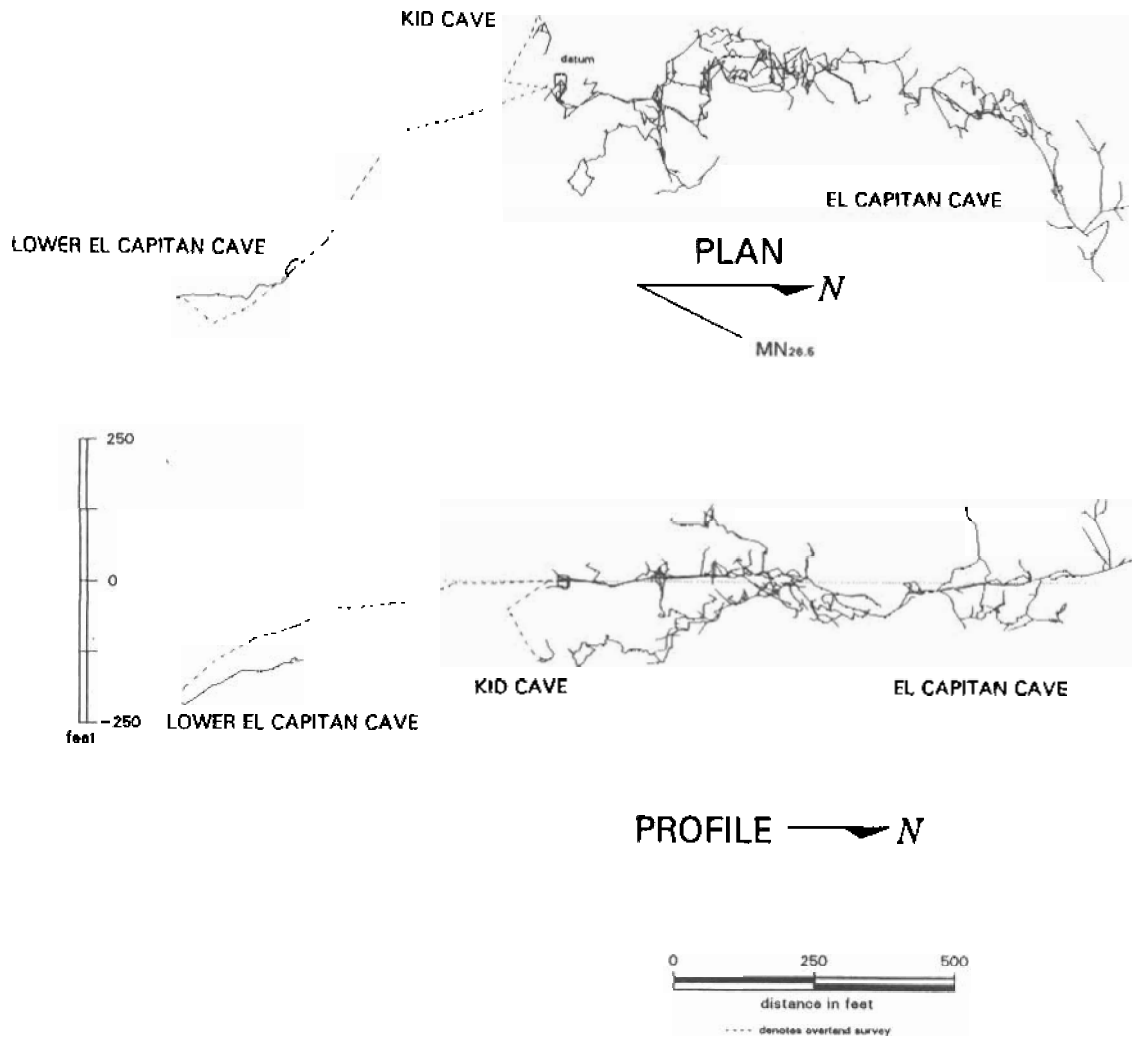 KID CAVE
datum
EL CAPITAN CAVE
LOWER EL CAPITAN CAVE
PLAN
N
MN26.5
250
0
-250
feet
KID CAVE
EL CAPITAN CAVE
LOWER EL CAPITAN CAVE
PROFILE N
0 250 500
distance in feet
---- denotes overland survey